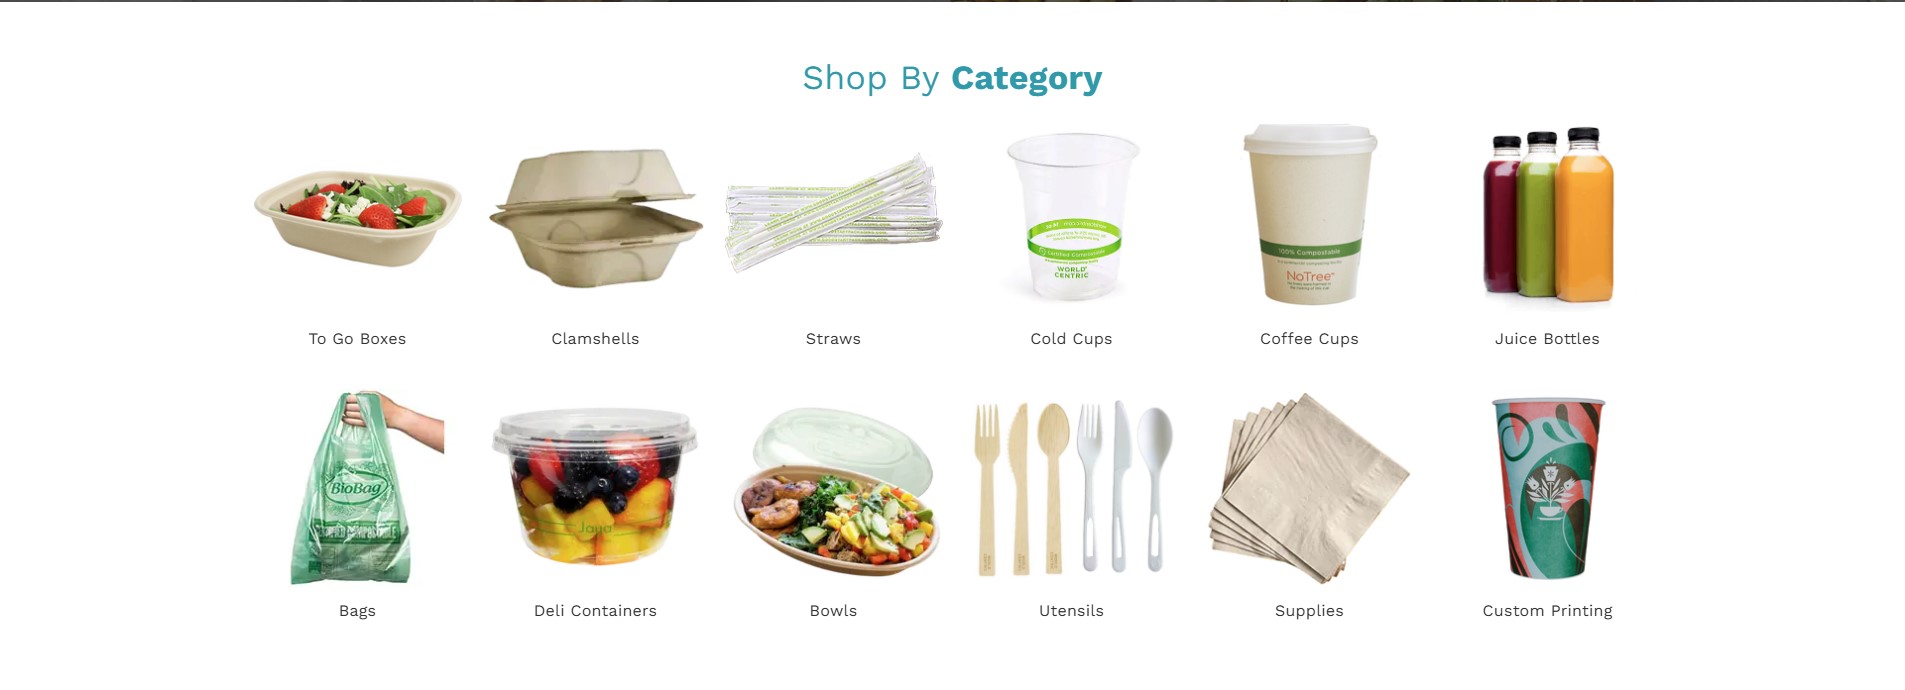 Shop By Category
WORLD
CENTRIC
100% Compostable
NoTree
To Go Boxes
Clamshells
Straws
Cold Cups
Coffee Cups
Juice Bottles
BioBag
Jaya
Bags
Deli Containers
Bowls
Utensils
Supplies
Custom Printing